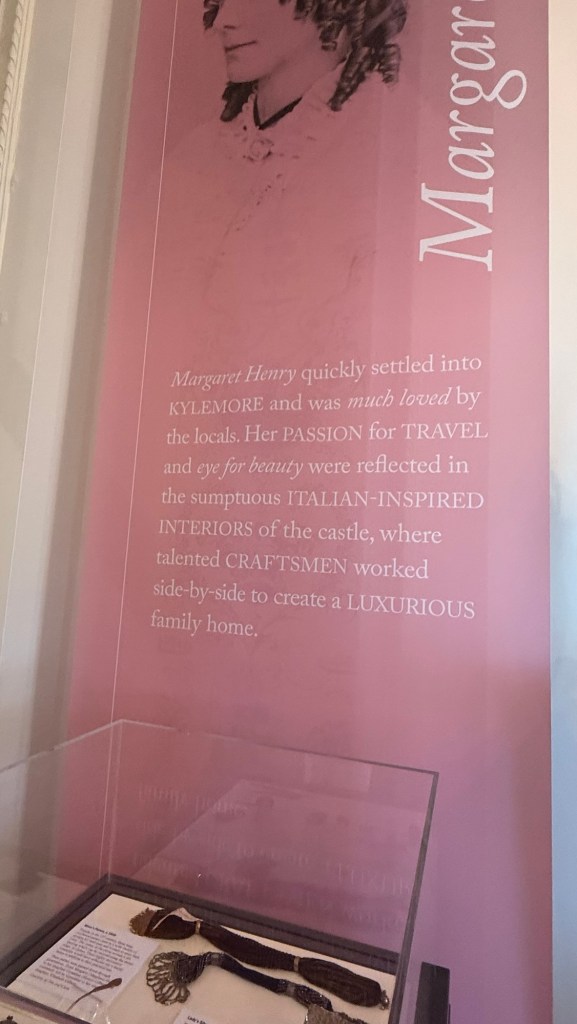 Margar
Margaret Henry quickly settled into
KYLEMORE and was much loved by
the locals. Her PASSION for TRAVEL
and eye for beauty were reflected in
the sumptuous ITALIAN-INSPIRED
INTERIORS of the castle, where
talented CRAFTSMEN worked
side-by-side to create a LUXURIOUS
family home.